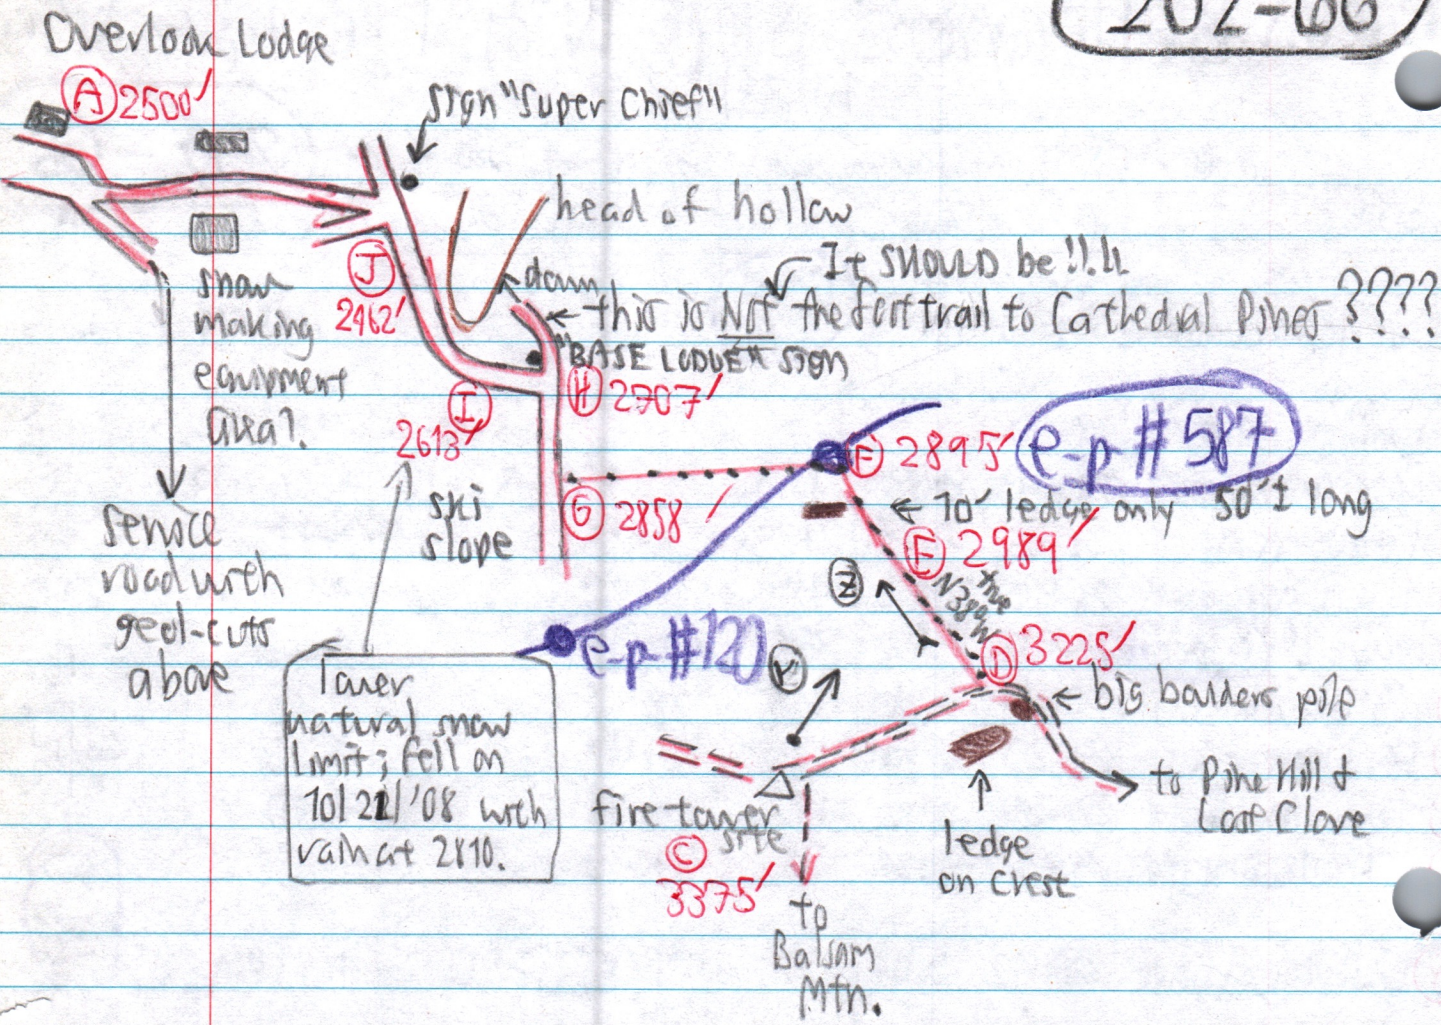 202-66
Overlook Lodge
A 2500'
sign "Super Chief"
head of hollow
J
2462'
down
It SHOULD be!!!!
this is Not the foot trail to Cathedral Pines ????
"BASE LODGE" sign
snow
making
equipment
area?
I
2613'
H 2707'
F 2895'
e-p #587
ski
slope
G 2858'
10' ledge only 50'± long
E 2989'
true
N38°W
Z
service
road with
geol-cuts
above
e-p-#120
D 3225'
Y
big boulders pile
Lower
natural snow
limit; fell on
10/21/'08 with
rain at 2810.
fire tower
site
C
3375'
to Pine Hill &
Lost Clove
ledge
on crest
to
Balsam
Mtn.